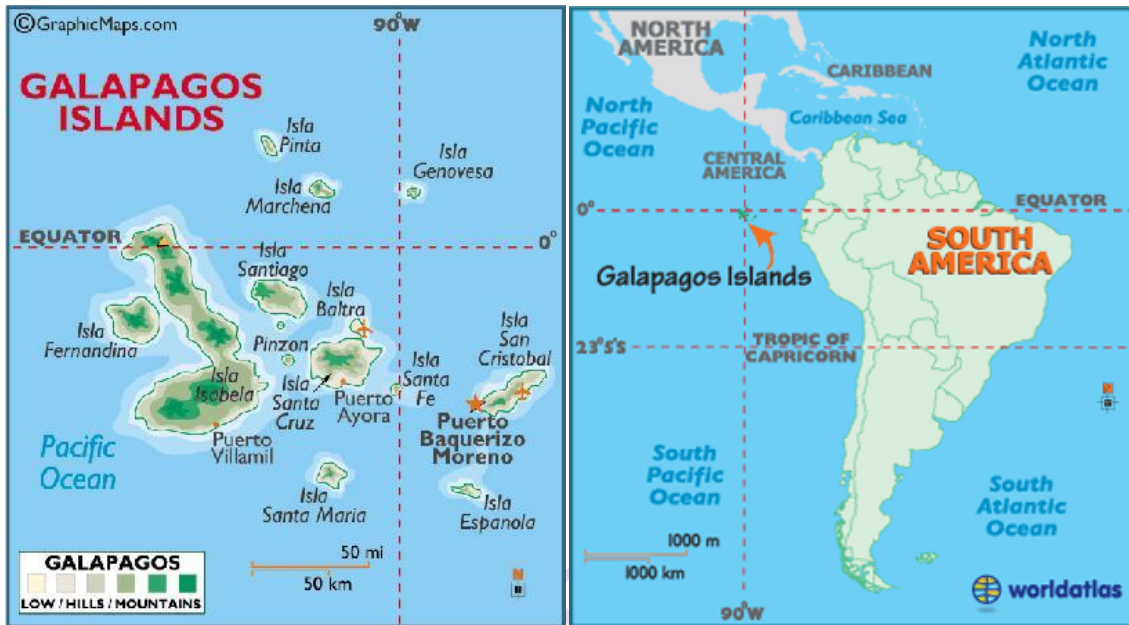 ©GraphicMaps.com
90°W
GALAPAGOS
ISLANDS
Isla
Pinta
Isla
Genovesa
Isla
Marchena
EQUATOR
0°
Isla
Santiago
Isla
Baltra
Isla
Fernandina
Pinzon
Isla
San
Cristobal
Isla
Isabela
Isla
Santa
Cruz
Puerto
Ayora
Isla
Santa
Fe
Puerto
Villamil
Puerto
Baquerizo
Moreno
Pacific
Ocean
Isla
Santa Maria
Isla
Espanola
50 mi
50 km
GALAPAGOS
LOW / HILLS / MOUNTAINS
N
NORTH
AMERICA
North
Atlantic
Ocean
CARIBBEAN
North
Pacific
Ocean
Caribbean Sea
CENTRAL
AMERICA
0°
EQUATOR
SOUTH
AMERICA
Galapagos Islands
23°5'S
TROPIC OF
CAPRICORN
N
South
Pacific
Ocean
South
Atlantic
Ocean
1000 m
1000 km
90°W
worldatlas